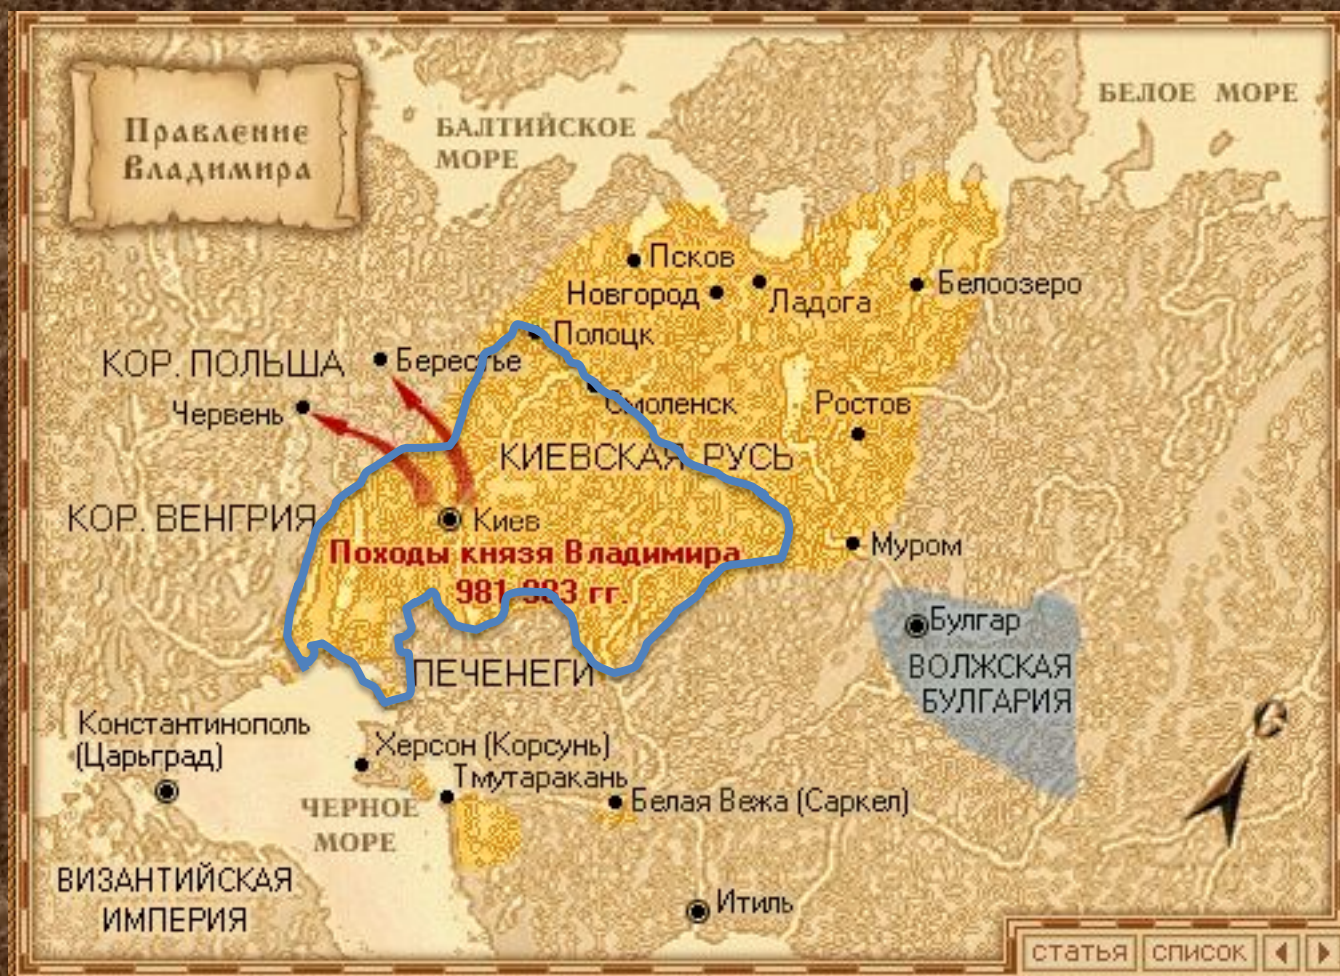 Правление
Владимира
БАЛТИЙСКОЕ
МОРЕ
БЕЛОЕ МОРЕ
Псков
Новгород
Ладога
Белоозеро
Полоцк
КОР. ПОЛЬША
Берестье
Червень
Смоленск
Ростов
КИЕВСКАЯ РУСЬ
КОР. ВЕНГРИЯ
Киев
Муром
Походы князя Владимира
981-983 гг.
Булгар
ВОЛЖСКАЯ
БУЛГАРИЯ
ПЕЧЕНЕГИ
Константинополь
(Царьград)
Херсон (Корсунь)
Тмутаракань
Белая Вежа (Саркел)
ЧЕРНОЕ
МОРЕ
С
ВИЗАНТИЙСКАЯ
ИМПЕРИЯ
Итиль
статья список